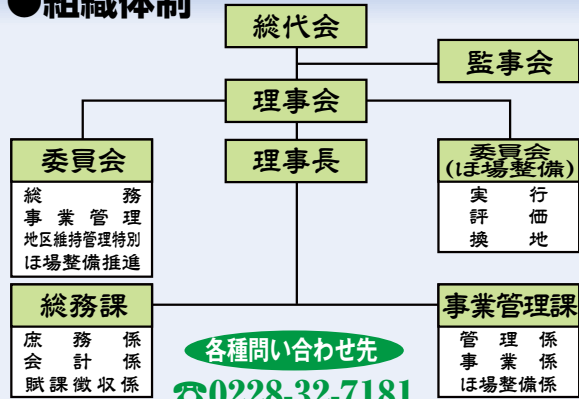 ●組織体制
総代会
監事会
理事会
委員会
総務
事業管理
地区維持管理特別
ほ場整備推進
理事長
委員会
(ほ場整備)
実行
評価
換地
総務課
庶務係
会計係
賦課徴収係
事業管理課
管理係
事業係
ほ場整備係
各種問い合わせ先
☎0228-32-7181